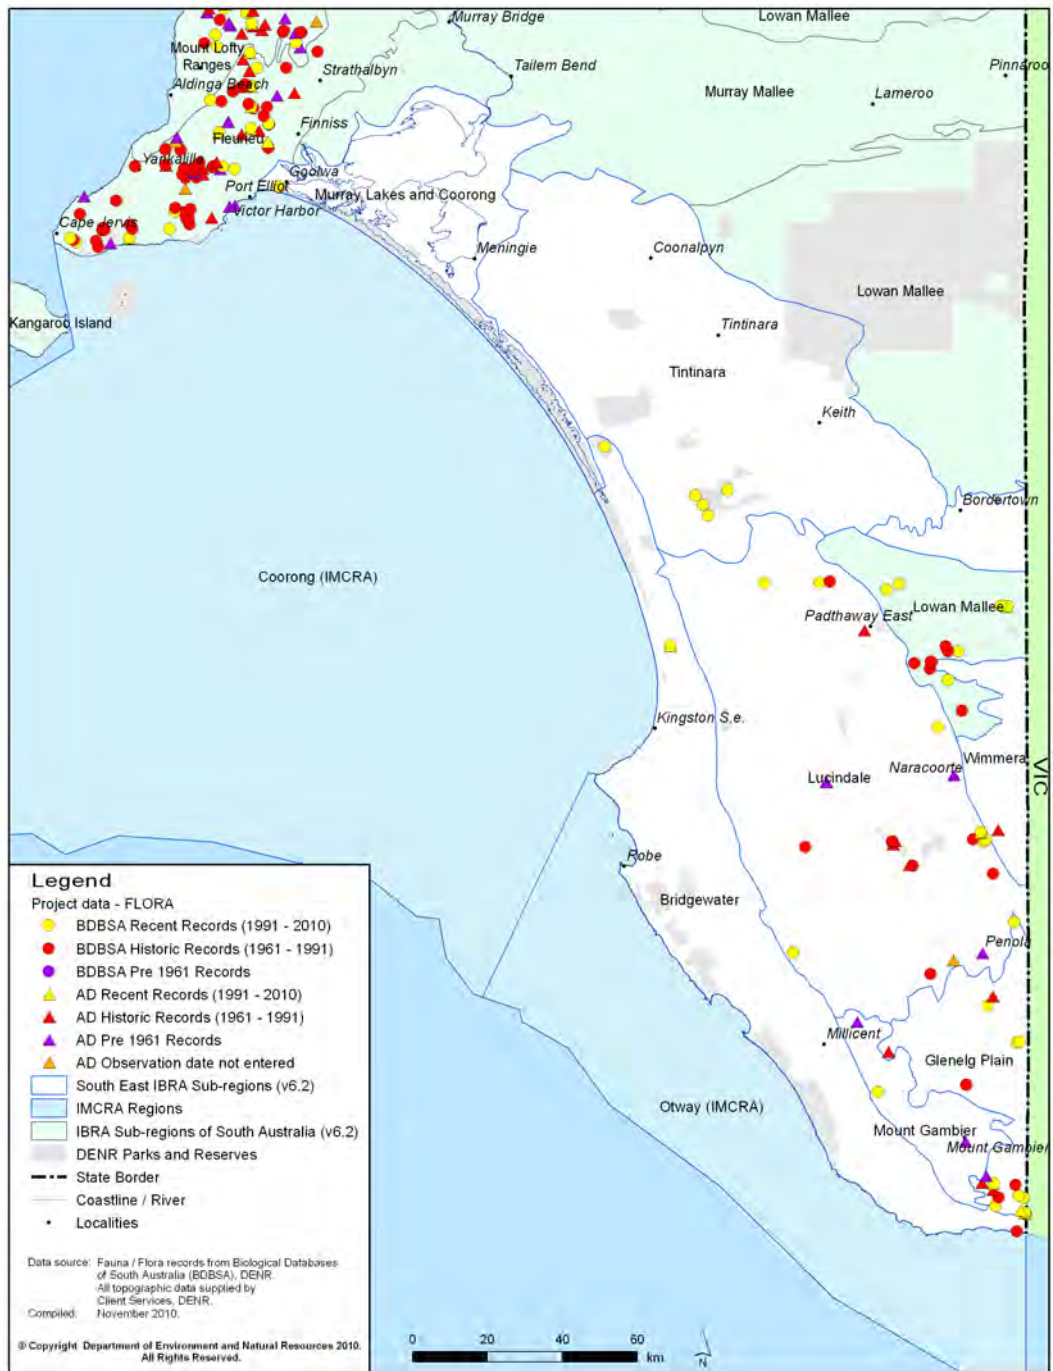 Murray Bridge
Lowan Mallee
Mount Lofty
Ranges
Strathalbyn
Tailem Bend
Pinnaroo
Aldinga Beach
Murray Mallee
Lameroo
Finniss
Fleurieu
Yankalilla
Goolwa
Port Elliot
Murray Lakes and Coorong
Victor Harbor
Cape Jervis
Meningie
Coonalpyn
Lowan Mallee
Kangaroo Island
Tintinara
Tintinara
Keith
Bordertown
Coorong (IMCRA)
Lowan Mallee
Padthaway East
Kingston S.e.
Wimmera
Naracoorte
Lucindale
VIC
Robe
Bridgewater
Penola
Millicent
Glenelg Plain
Otway (IMCRA)
Mount Gambier
Mount Gambier
Legend
Project data - FLORA
BDBSA Recent Records (1991 - 2010)
BDBSA Historic Records (1961 - 1991)
BDBSA Pre 1961 Records
AD Recent Records (1991 - 2010)
AD Historic Records (1961 - 1991)
AD Pre 1961 Records
AD Observation date not entered
South East IBRA Sub-regions (v6.2)
IMCRA Regions
IBRA Sub-regions of South Australia (v6.2)
DENR Parks and Reserves
State Border
Coastline / River
Localities
Data source: Fauna / Flora records from Biological Databases
of South Australia (BDBSA), DENR.
All topographic data supplied by
Client Services, DENR.
Compiled: November 2010.
© Copyright Department of Environment and Natural Resources 2010.
All Rights Reserved.
0 20 40 60
km
N